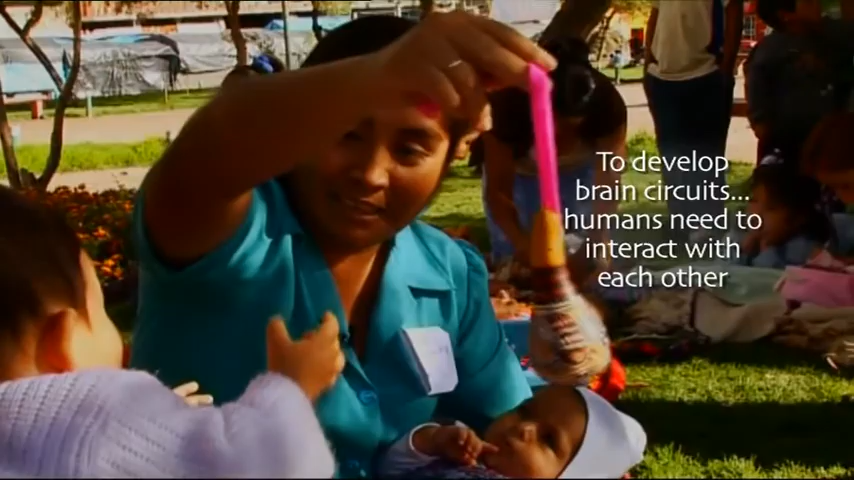 To develop
brain circuits...
humans need to
interact with
each other